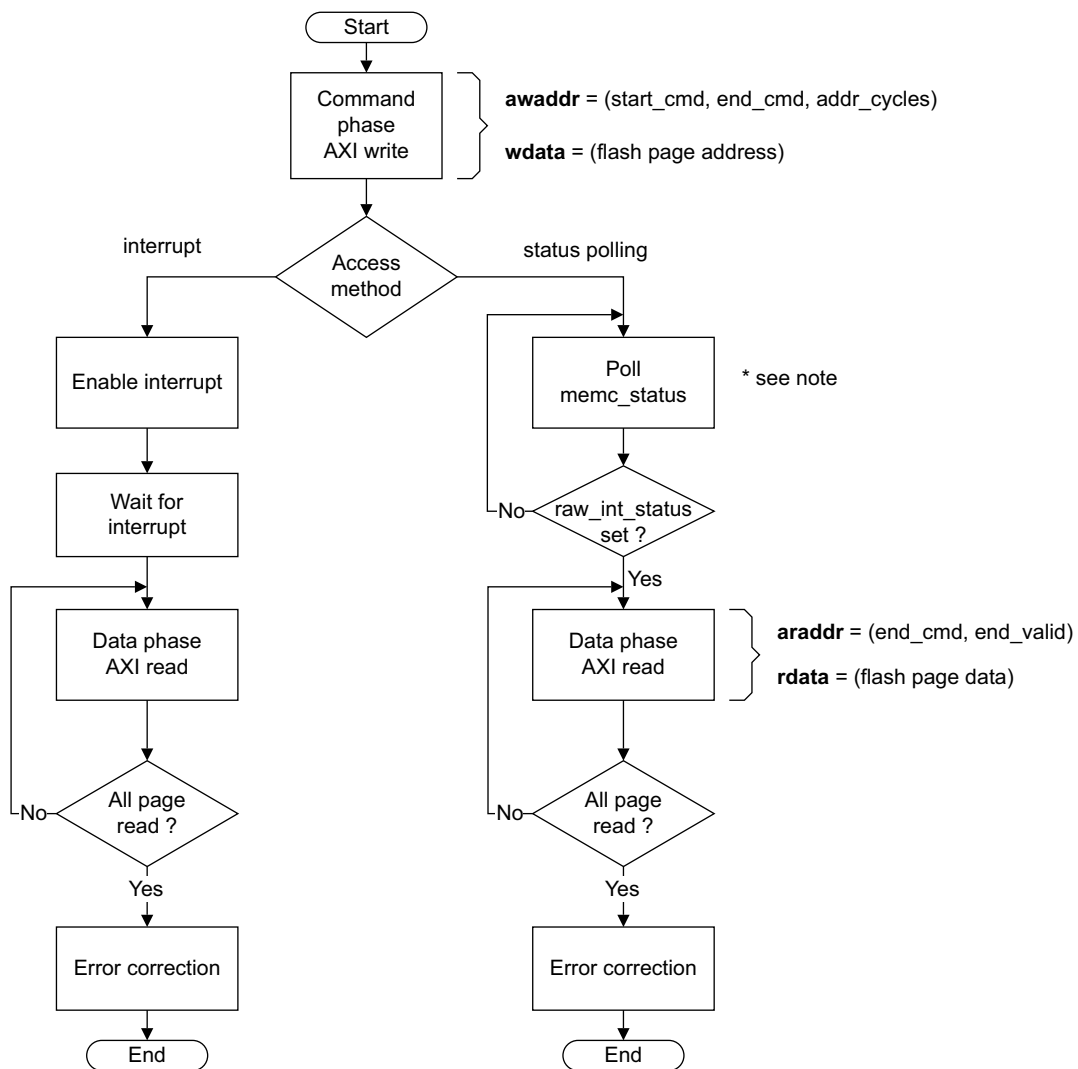 Start
Command
phase
AXI write
awaddr = (start_cmd, end_cmd, addr_cycles)
wdata = (flash page address)
interrupt
status polling
Access
method
Enable interrupt
Poll
memc_status
* see note
Wait for
interrupt
No
raw_int_status
set ?
Yes
Data phase
AXI read
Data phase
AXI read
araddr = (end_cmd, end_valid)
rdata = (flash page data)
No
All page
read ?
No
All page
read ?
Yes
Yes
Error correction
Error correction
End
End